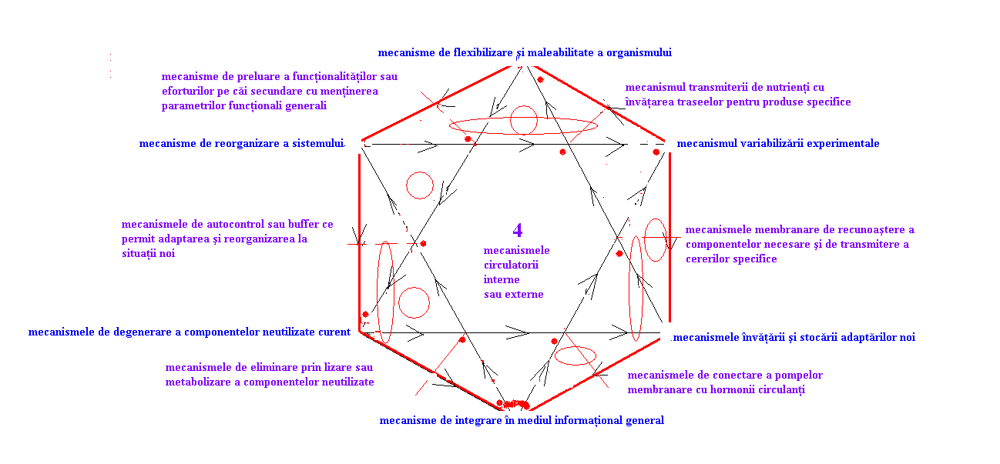 mecanisme de flexibilizare și maleabilitate a organismului
mecanisme de preluare a funcționalităților sau
eforturilor pe căi secundare cu menținerea
parametrilor funcționali generali
mecanismul transmiterii de nutrienți cu
învățarea traseelor pentru produse specifice
mecanisme de reorganizare a sistemului
mecanismul variabilizării experimentale
mecanismele de autocontrol sau buffer ce
permit adaptarea și reorganizarea la
situații noi
4
mecanismele
circulatorii
interne
sau externe
mecanismele membranare de recunoaștere a
componentelor necesare și de transmitere a
cererilor specifice
mecanismele de degenerare a componentelor neutilizate curent
mecanismele învățării și stocării adaptărilor noi
mecanismele de eliminare prin lizare sau
metabolizare a componentelor neutilizate
mecanismele de conectare a pompelor
membranare cu hormonii circulanți
mecanisme de integrare în mediul informațional general